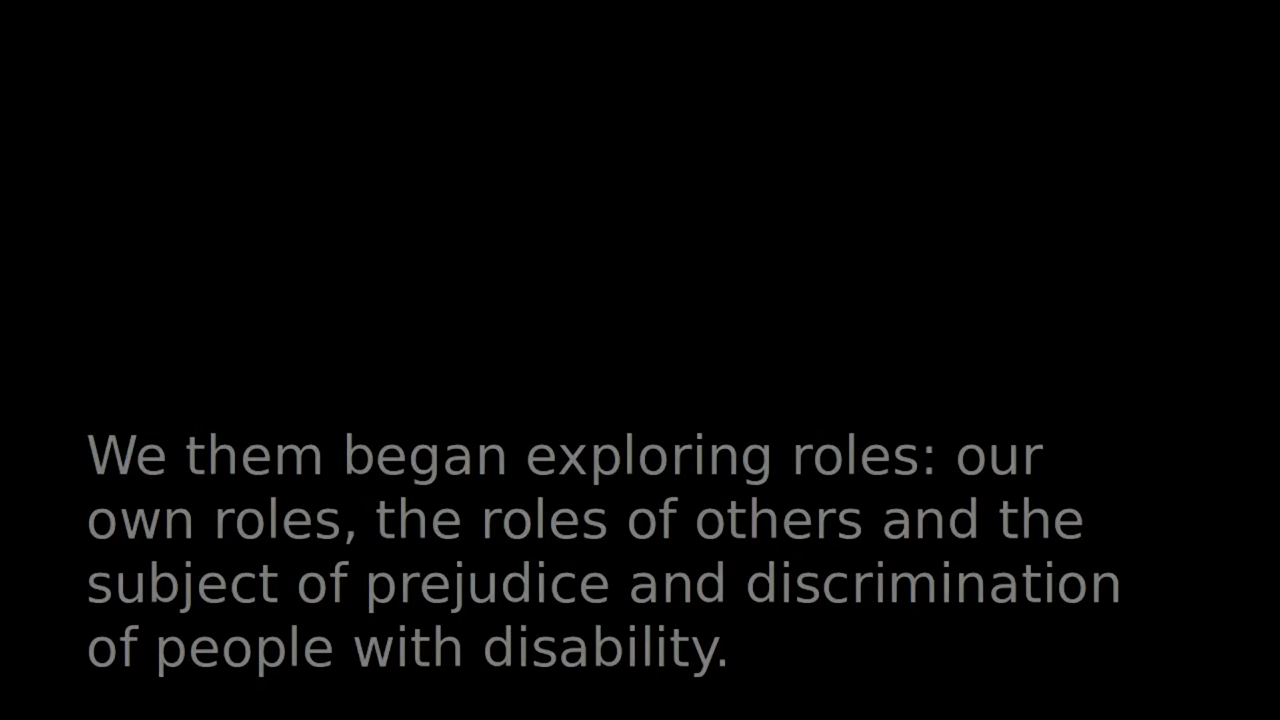 We them began exploring roles: our
own roles, the roles of others and the
subject of prejudice and discrimination
of people with disability.